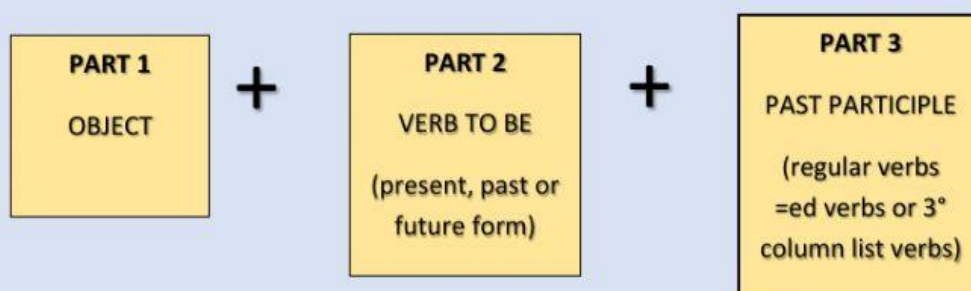 PART 1
OBJECT
+
PART 2
VERB TO BE
(present, past or
future form)
+
PART 3
PAST PARTICIPLE
(regular verbs
=ed verbs or 3°
column list verbs)